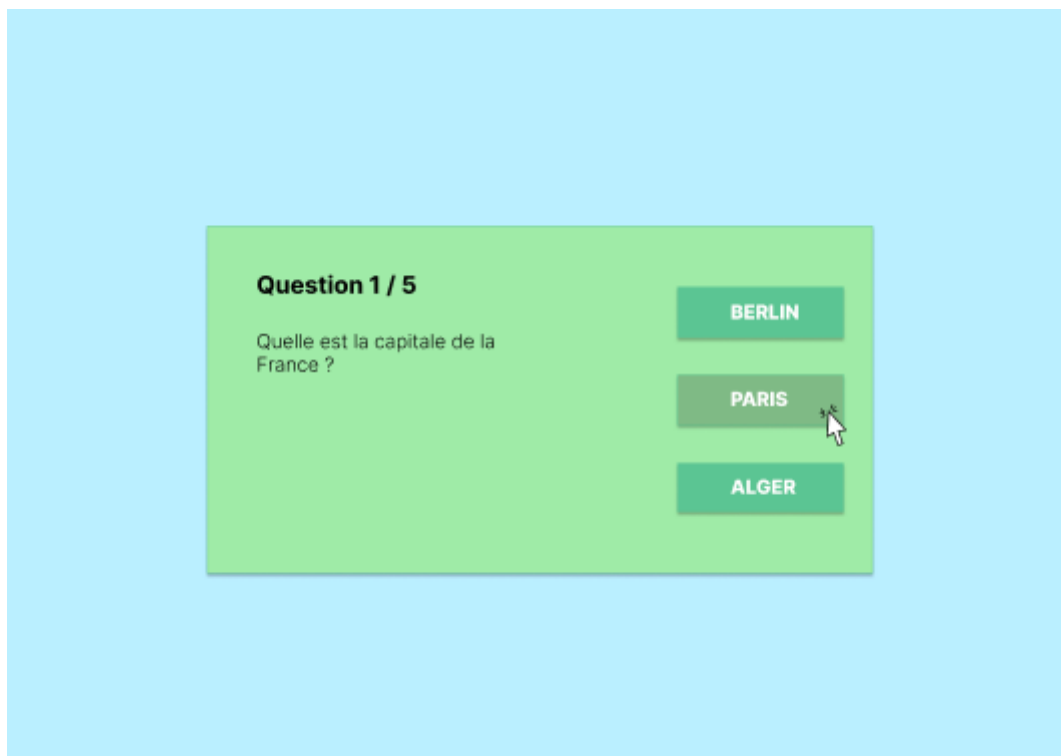 Question 1 / 5
Quelle est la capitale de la
France ?
BERLIN
PARIS
ALGER